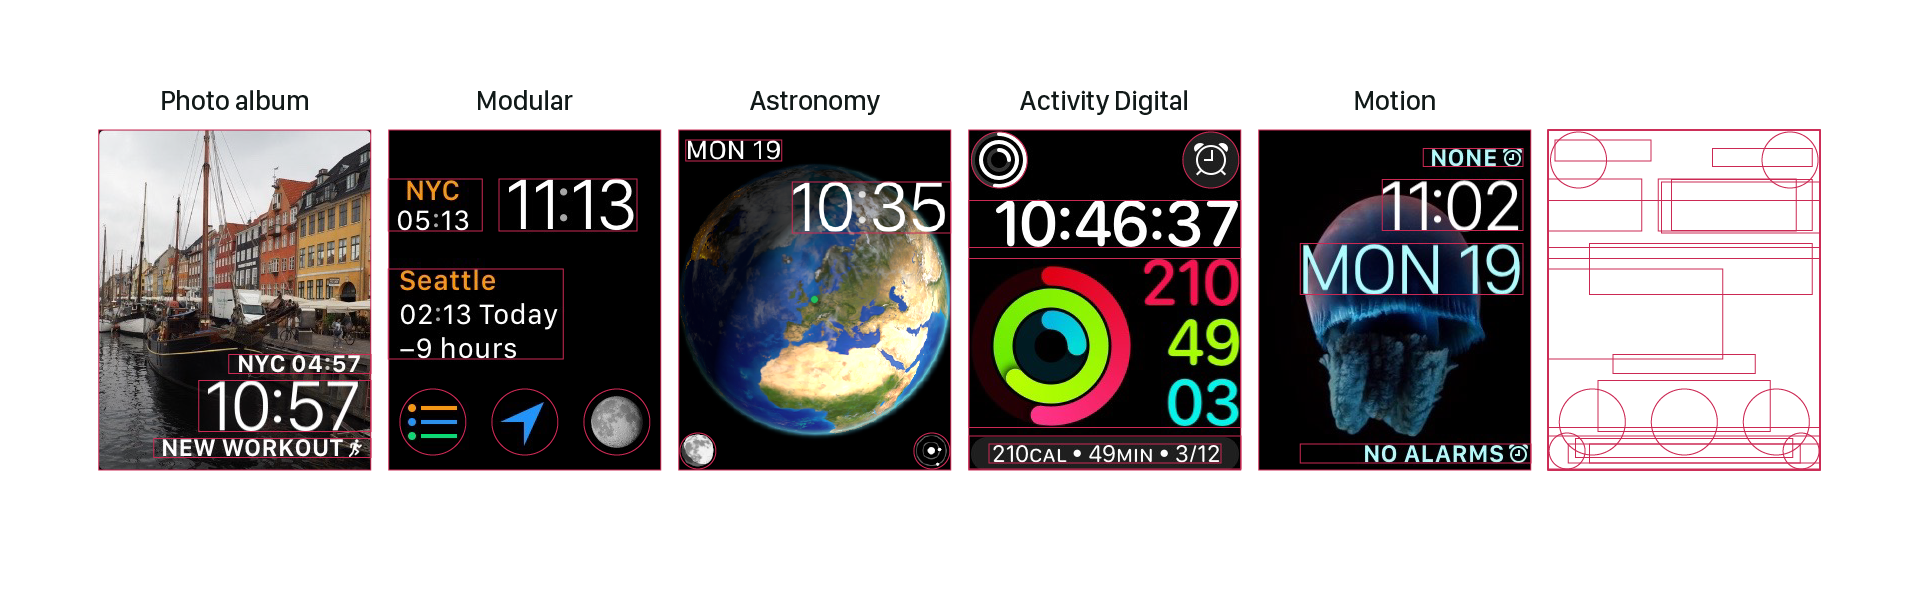 Photo album
NYC 04:57
10:57
NEW WORKOUT
Modular
NYC
05:13
11:13
Seattle
02:13 Today
–9 hours
Astronomy
MON 19
10:35
Activity Digital
10:46:37
210
49
03
210CAL • 49MIN • 3/12
Motion
NONE
11:02
MON 19
NO ALARMS